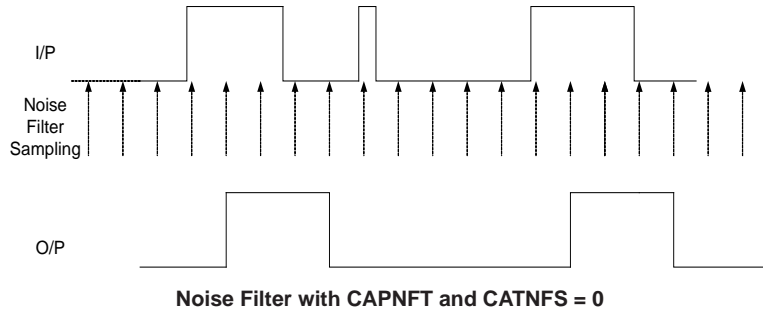 I/P
Noise
Filter
Sampling
O/P
Noise Filter with CAPNFT and CATNFS = 0